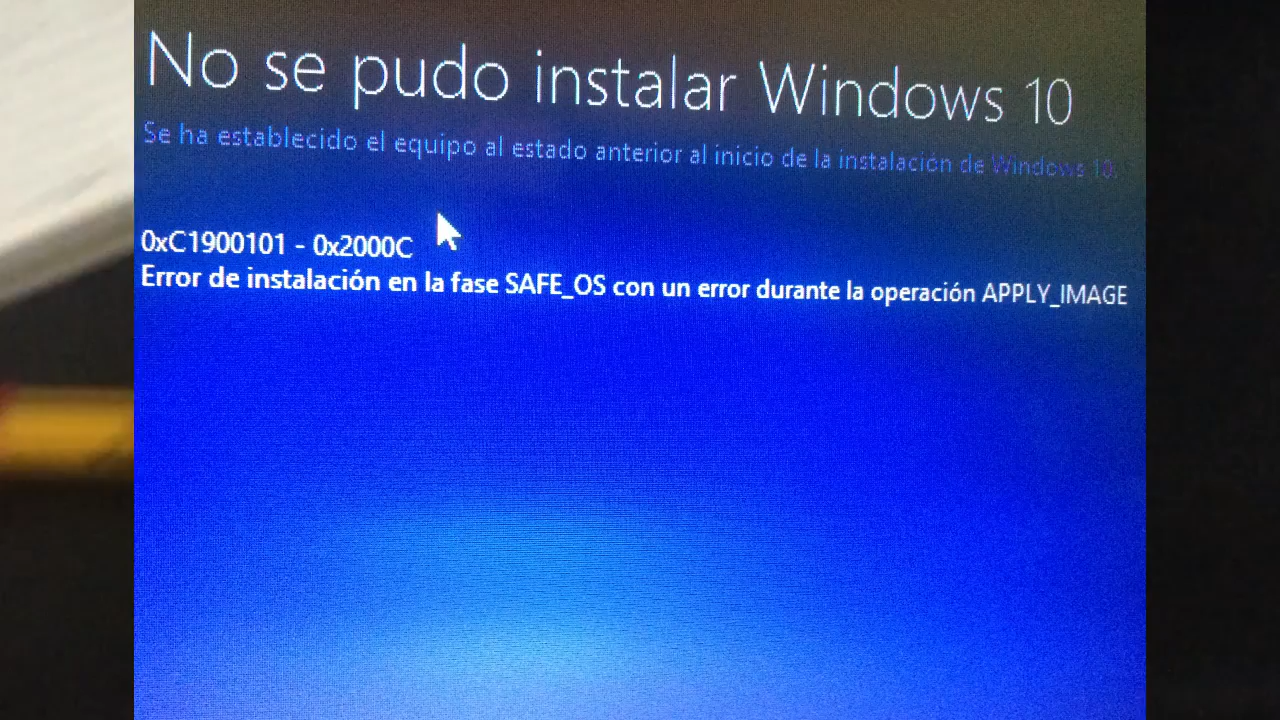 No se pudo instalar Windows 10
Se ha establecido el equipo al estado anterior al inicio de la instalación de Windows 10.
0xC1900101 - 0x2000C
Error de instalación en la fase SAFE_OS con un error durante la operación APPLY_IMAGE